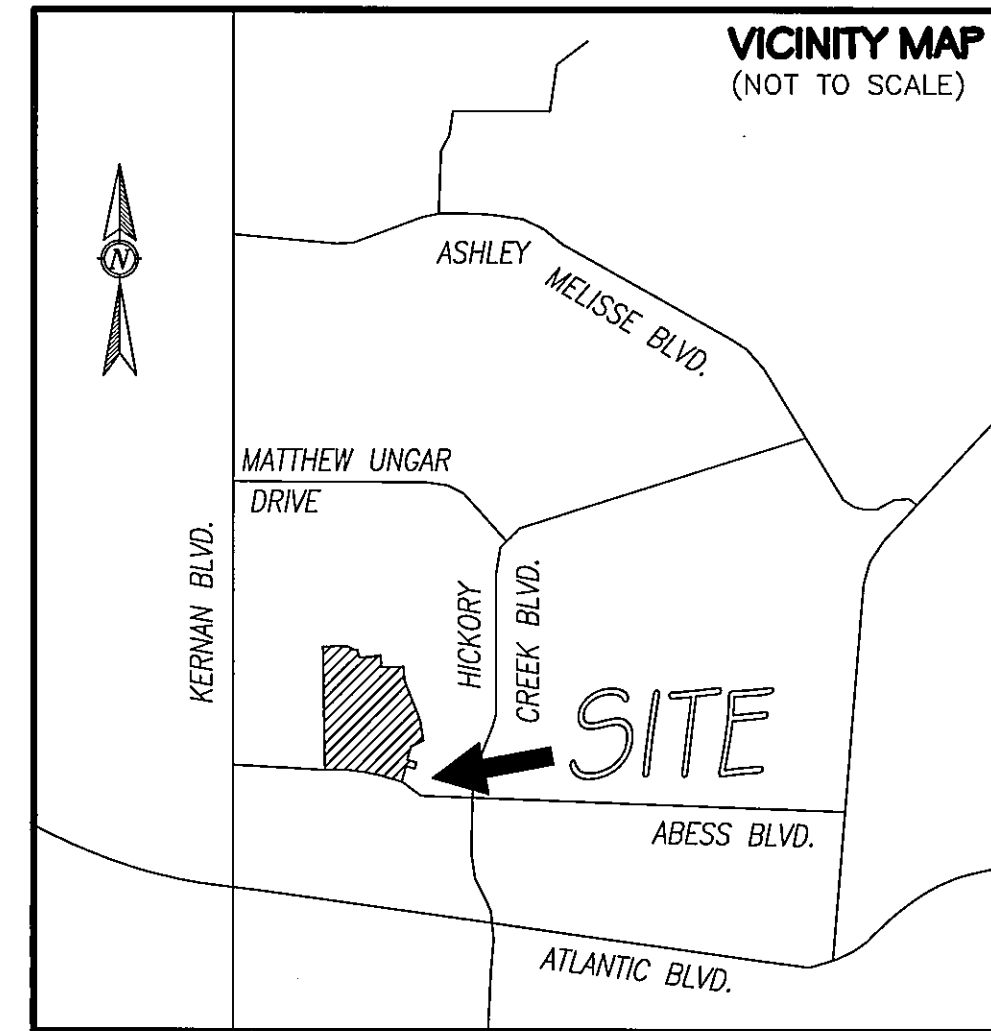 VICINITY MAP
(NOT TO SCALE)
N
ASHLEY
MELISSE BLVD.
MATTHEW UNGAR
DRIVE
KERNAN BLVD.
HICKORY
CREEK BLVD.
SITE
ABESS BLVD.
ATLANTIC BLVD.